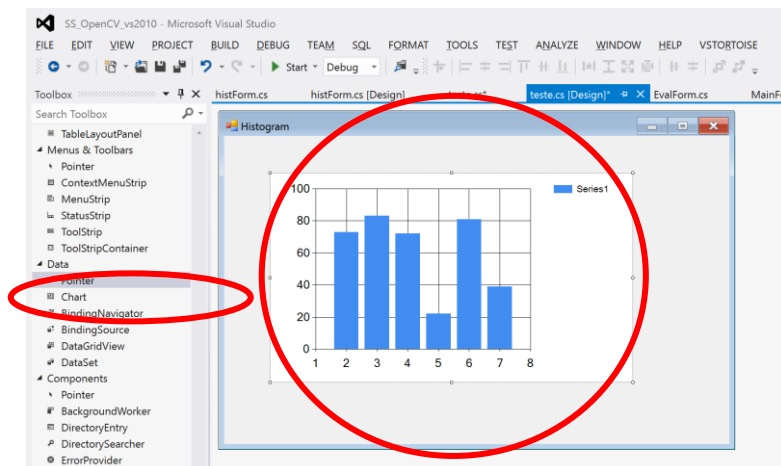 SS_OpenCV_vs2010 - Microsoft Visual Studio
FILE EDIT VIEW PROJECT BUILD DEBUG TEAM SQL FORMAT TOOLS TEST ANALYZE WINDOW HELP VSTORTOISE
Start Debug
Toolbox
histForm.cs histForm.cs [Design] teste.cs* teste.cs [Design]* EvalForm.cs MainF
Search Toolbox
TableLayoutPanel
Menus & Toolbars
Pointer
ContextMenuStrip
MenuStrip
StatusStrip
ToolStrip
ToolStripContainer
Data
Pointer
Chart
BindingNavigator
BindingSource
DataGridView
DataSet
Components
Pointer
BackgroundWorker
DirectoryEntry
DirectorySearcher
ErrorProvider
Histogram
100
80
60
40
20
0
1 2 3 4 5 6 7 8
Series1